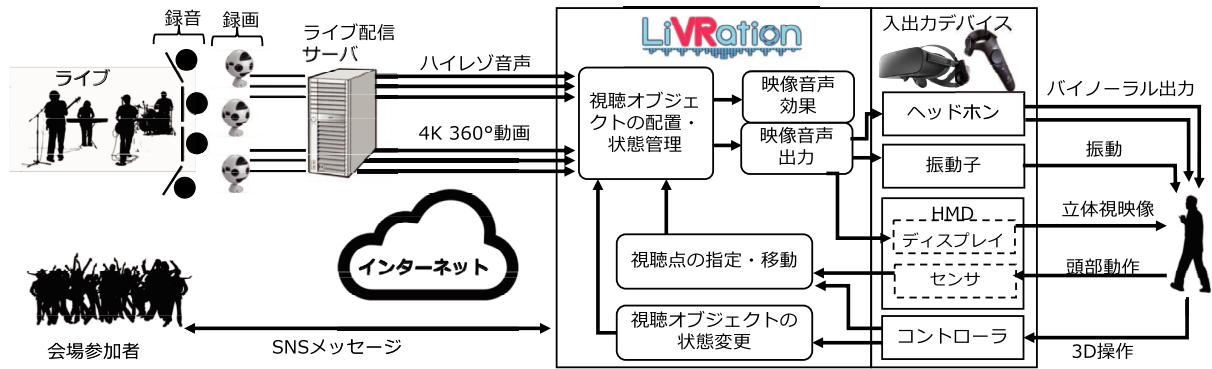 録音
録画
ライブ
ライブ配信
サーバ
ハイレゾ音声
4K 360°動画
インターネット
会場参加者
SNSメッセージ
LiVRation
視聴オブジェ
クトの配置・
状態管理
映像音声
効果
映像音声
出力
視聴点の指定・移動
視聴オブジェクトの
状態変更
入出力デバイス
ヘッドホン
振動子
HMD
ディスプレイ
センサ
コントローラ
バイノーラル出力
振動
立体視映像
頭部動作
3D操作